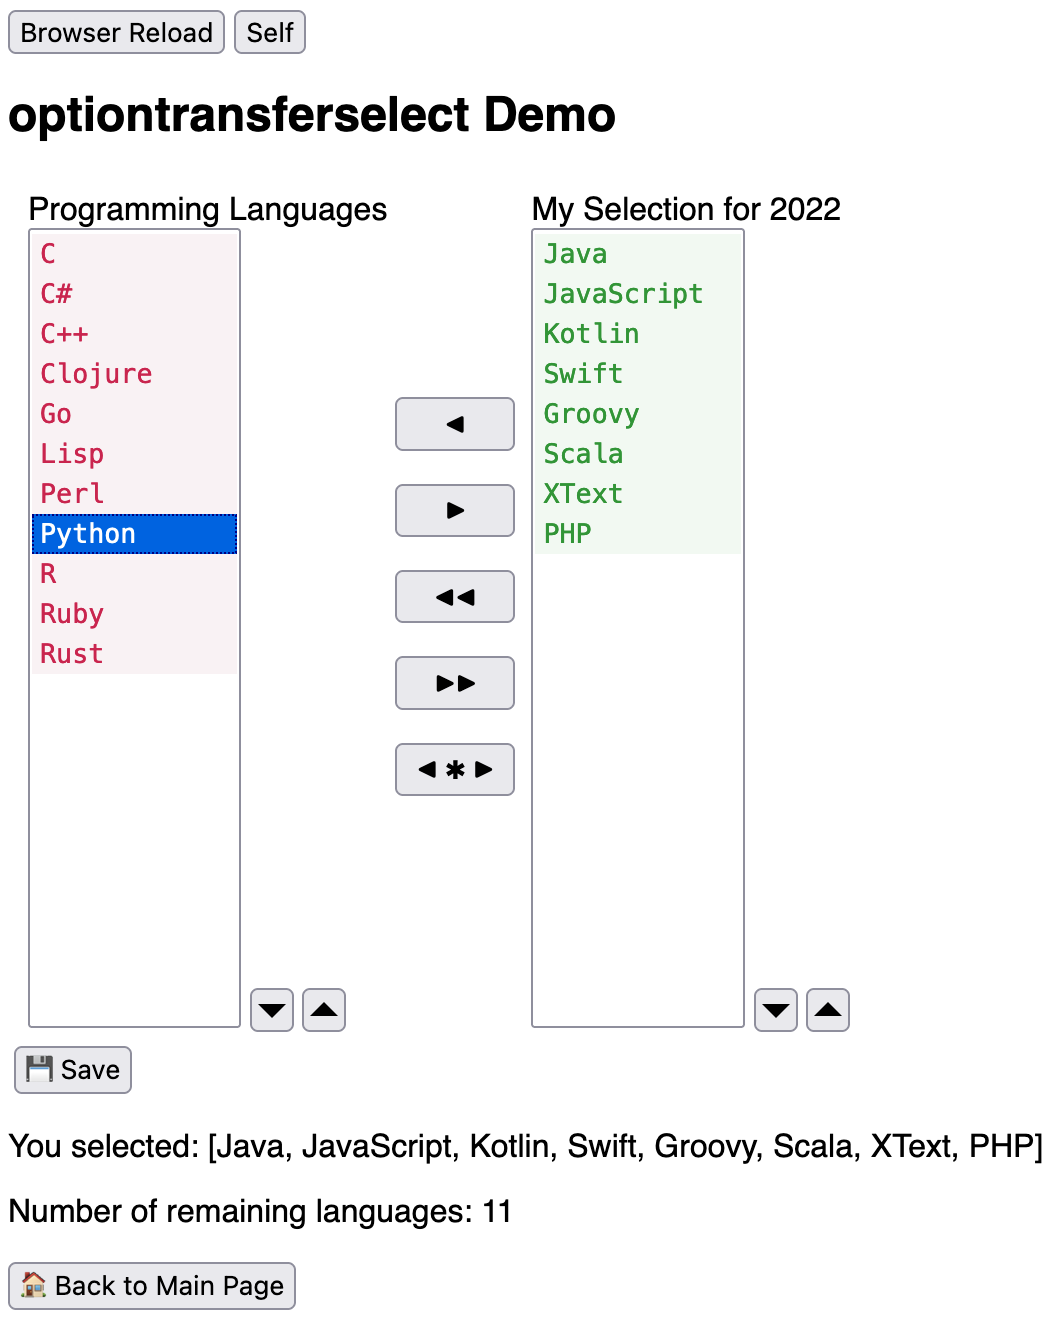 Browser Reload Self
optiontransferselect Demo
Programming Languages
C
C#
C++
Clojure
Go
Lisp
Perl
Python
R
Ruby
Rust
◀
▶
◀◀
▶▶
◀ ✱ ▶
My Selection for 2022
Java
JavaScript
Kotlin
Swift
Groovy
Scala
XText
PHP
▼ ▲ ▼ ▲
💾 Save
You selected: [Java, JavaScript, Kotlin, Swift, Groovy, Scala, XText, PHP]
Number of remaining languages: 11
🏠 Back to Main Page